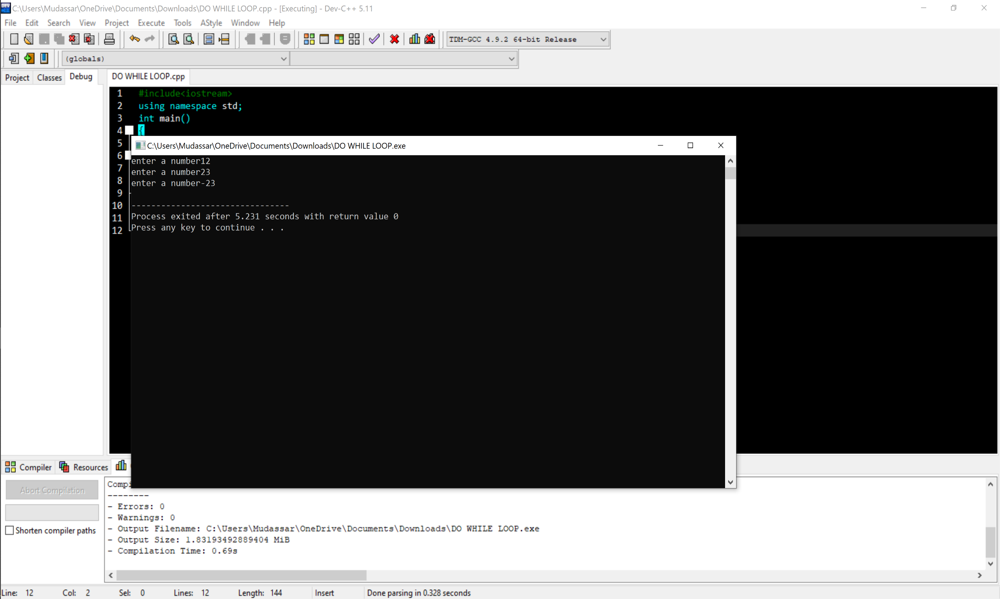 C:\Users\Mudassar\OneDrive\Documents\Downloads\DO WHILE LOOP.cpp - [Executing] - Dev-C++ 5.11
File Edit Search View Project Execute Tools AStyle Window Help
TDM-GCC 4.9.2 64-bit Release
(globals)
Project Classes Debug
DO WHILE LOOP.cpp
1 #include<iostream>
2 using namespace std;
3 int main()
4 {
5
6
7
8
9
10
11
12
C:\Users\Mudassar\OneDrive\Documents\Downloads\DO WHILE LOOP.exe
enter a number12
enter a number23
enter a number-23
--------------------------------
Process exited after 5.231 seconds with return value 0
Press any key to continue . . .
Compiler Resources
Abort Compilation
Shorten compiler paths
--------
- Errors: 0
- Warnings: 0
- Output Filename: C:\Users\Mudassar\OneDrive\Documents\Downloads\DO WHILE LOOP.exe
- Output Size: 1.83193492889404 MiB
- Compilation Time: 0.69s
Line: 12 Col: 2 Sel: 0 Lines: 12 Length: 144 Insert Done parsing in 0.328 seconds